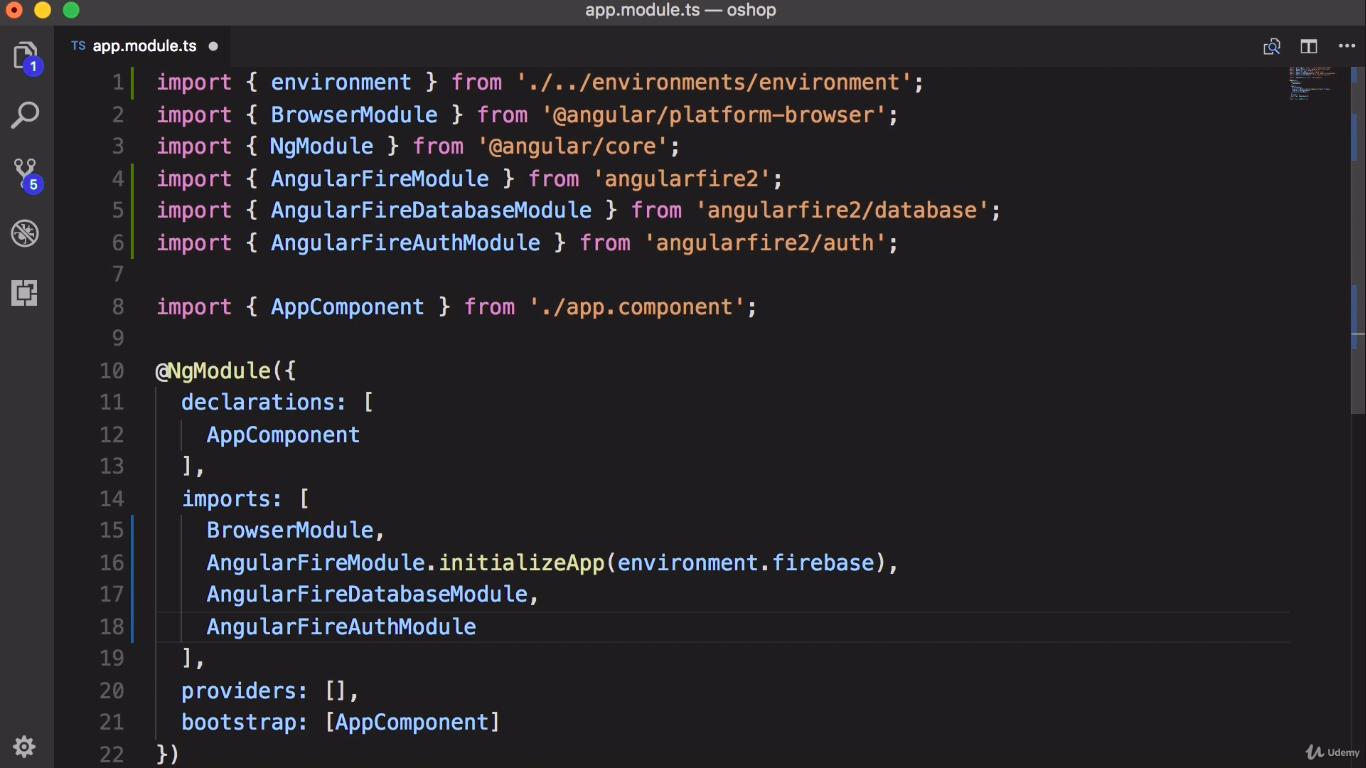 app.module.ts — oshop
TS app.module.ts
1
5
1 import { environment } from './../environments/environment';
2 import { BrowserModule } from '@angular/platform-browser';
3 import { NgModule } from '@angular/core';
4 import { AngularFireModule } from 'angularfire2';
5 import { AngularFireDatabaseModule } from 'angularfire2/database';
6 import { AngularFireAuthModule } from 'angularfire2/auth';
7
8 import { AppComponent } from './app.component';
9
10 @NgModule({
11   declarations: [
12     AppComponent
13   ],
14   imports: [
15     BrowserModule,
16     AngularFireModule.initializeApp(environment.firebase),
17     AngularFireDatabaseModule,
18     AngularFireAuthModule
19   ],
20   providers: [],
21   bootstrap: [AppComponent]
22 })
Udemy